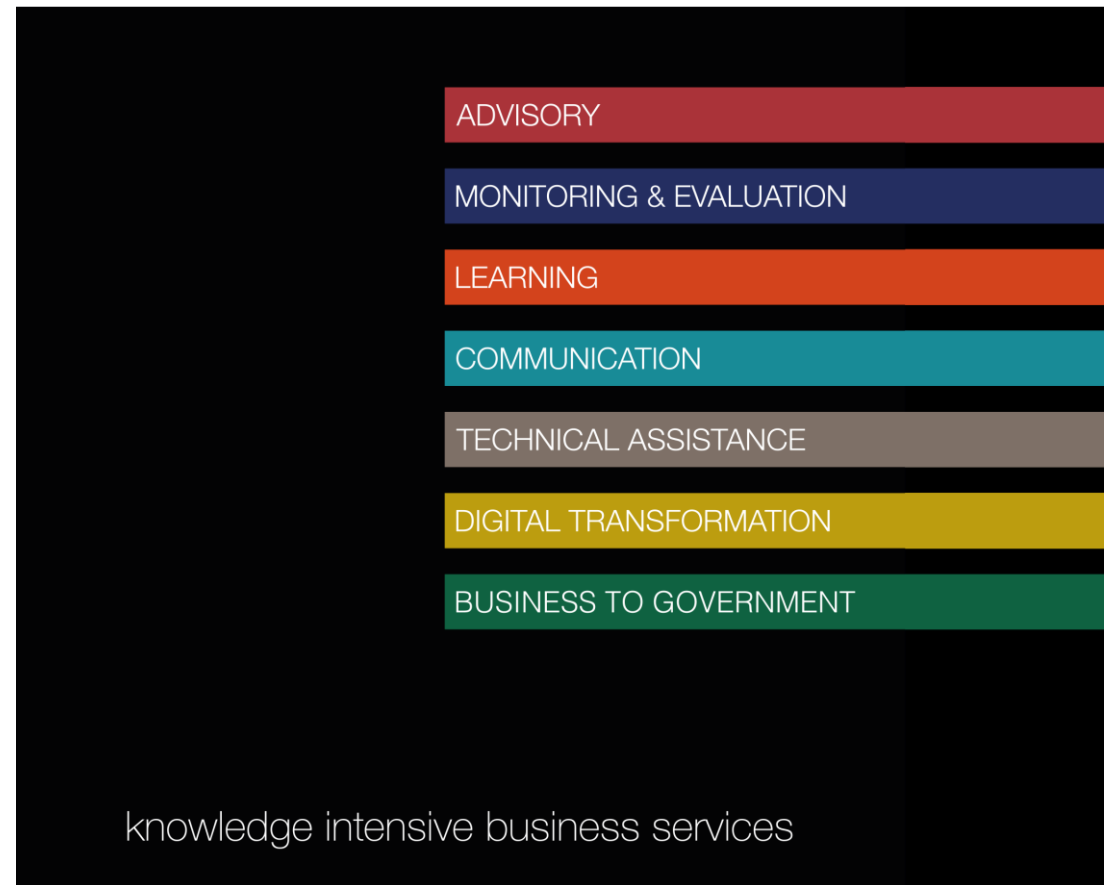 ADVISORY
MONITORING & EVALUATION
LEARNING
COMMUNICATION
TECHNICAL ASSISTANCE
DIGITAL TRANSFORMATION
BUSINESS TO GOVERNMENT
knowledge intensive business services